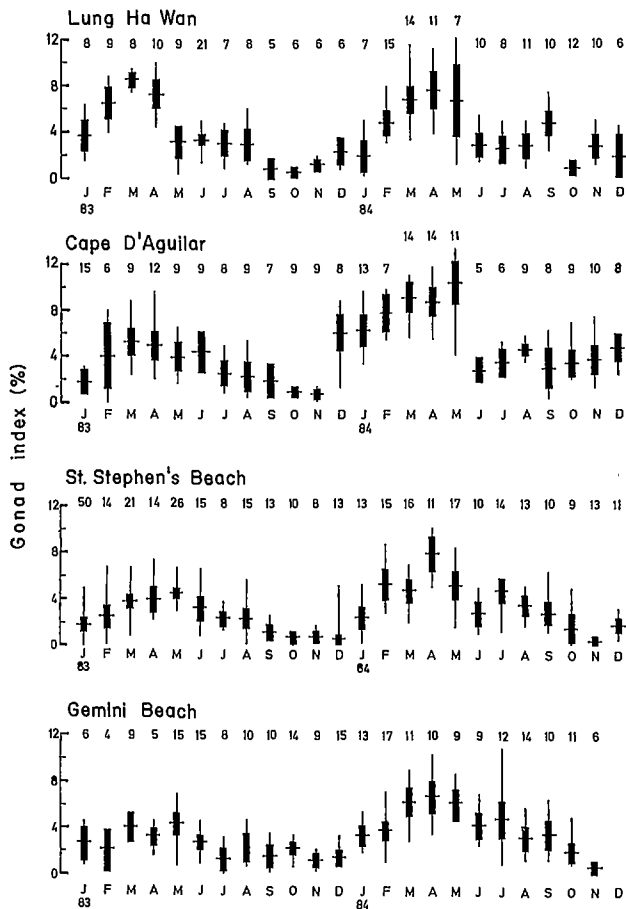 Lung Ha Wan
14 11 7
8 9 8 10 9 21 7 8 5 6 6 6 7 15 10 8 11 10 12 10 6
12
8
4
0
J F M A M J J A S O N D J F M A M J J A S O N D
83 84
Cape D'Aguilar
14 14 11
15 6 9 12 9 9 8 9 7 9 9 8 13 7 5 6 9 8 9 10 8
12
8
4
0
J F M A M J J A S O N D J F M A M J J A S O N D
83 84
Gonad index (%)
St. Stephen's Beach
50 14 21 14 26 15 8 15 13 10 8 13 13 15 16 11 17 10 14 13 10 9 13 11
12
8
4
0
J F M A M J J A S O N D J F M A M J J A S O N D
83 84
Gemini Beach
6 4 9 5 15 15 8 10 10 14 9 15 13 17 11 10 9 9 12 14 10 11 6
12
8
4
0
J F M A M J J A S O N D J F M A M J J A S O N D
83 84